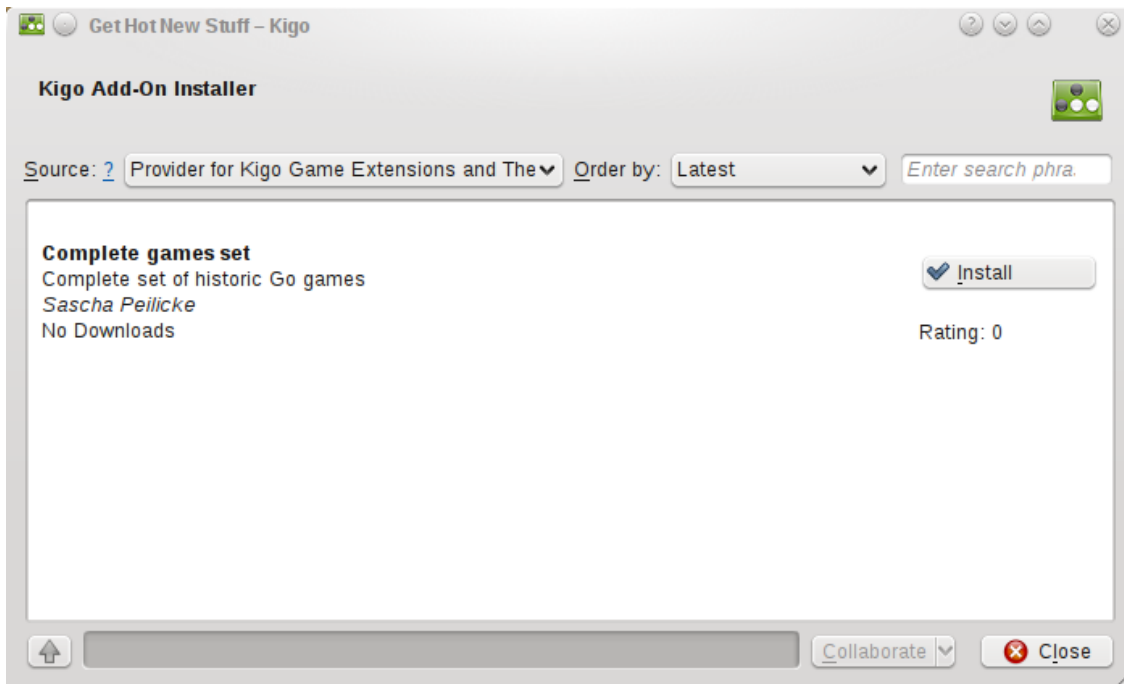 Get Hot New Stuff – Kigo
Kigo Add-On Installer
Source: ? Provider for Kigo Game Extensions and The Order by: Latest Enter search phra.
Complete games set
Complete set of historic Go games
Sascha Peilicke
No Downloads
Install
Rating: 0
Collaborate Close